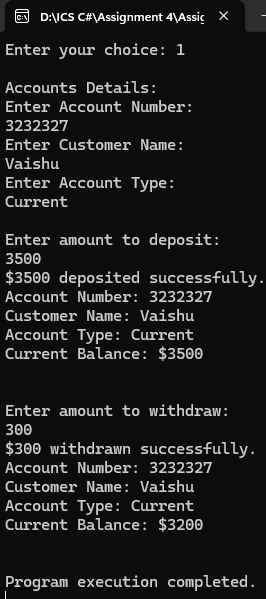 D:\ICS C#\Assignment 4\Assig
Enter your choice: 1
Accounts Details:
Enter Account Number:
3232327
Enter Customer Name:
Vaishu
Enter Account Type:
Current
Enter amount to deposit:
3500
$3500 deposited successfully.
Account Number: 3232327
Customer Name: Vaishu
Account Type: Current
Current Balance: $3500
Enter amount to withdraw:
300
$300 withdrawn successfully.
Account Number: 3232327
Customer Name: Vaishu
Account Type: Current
Current Balance: $3200
Program execution completed.